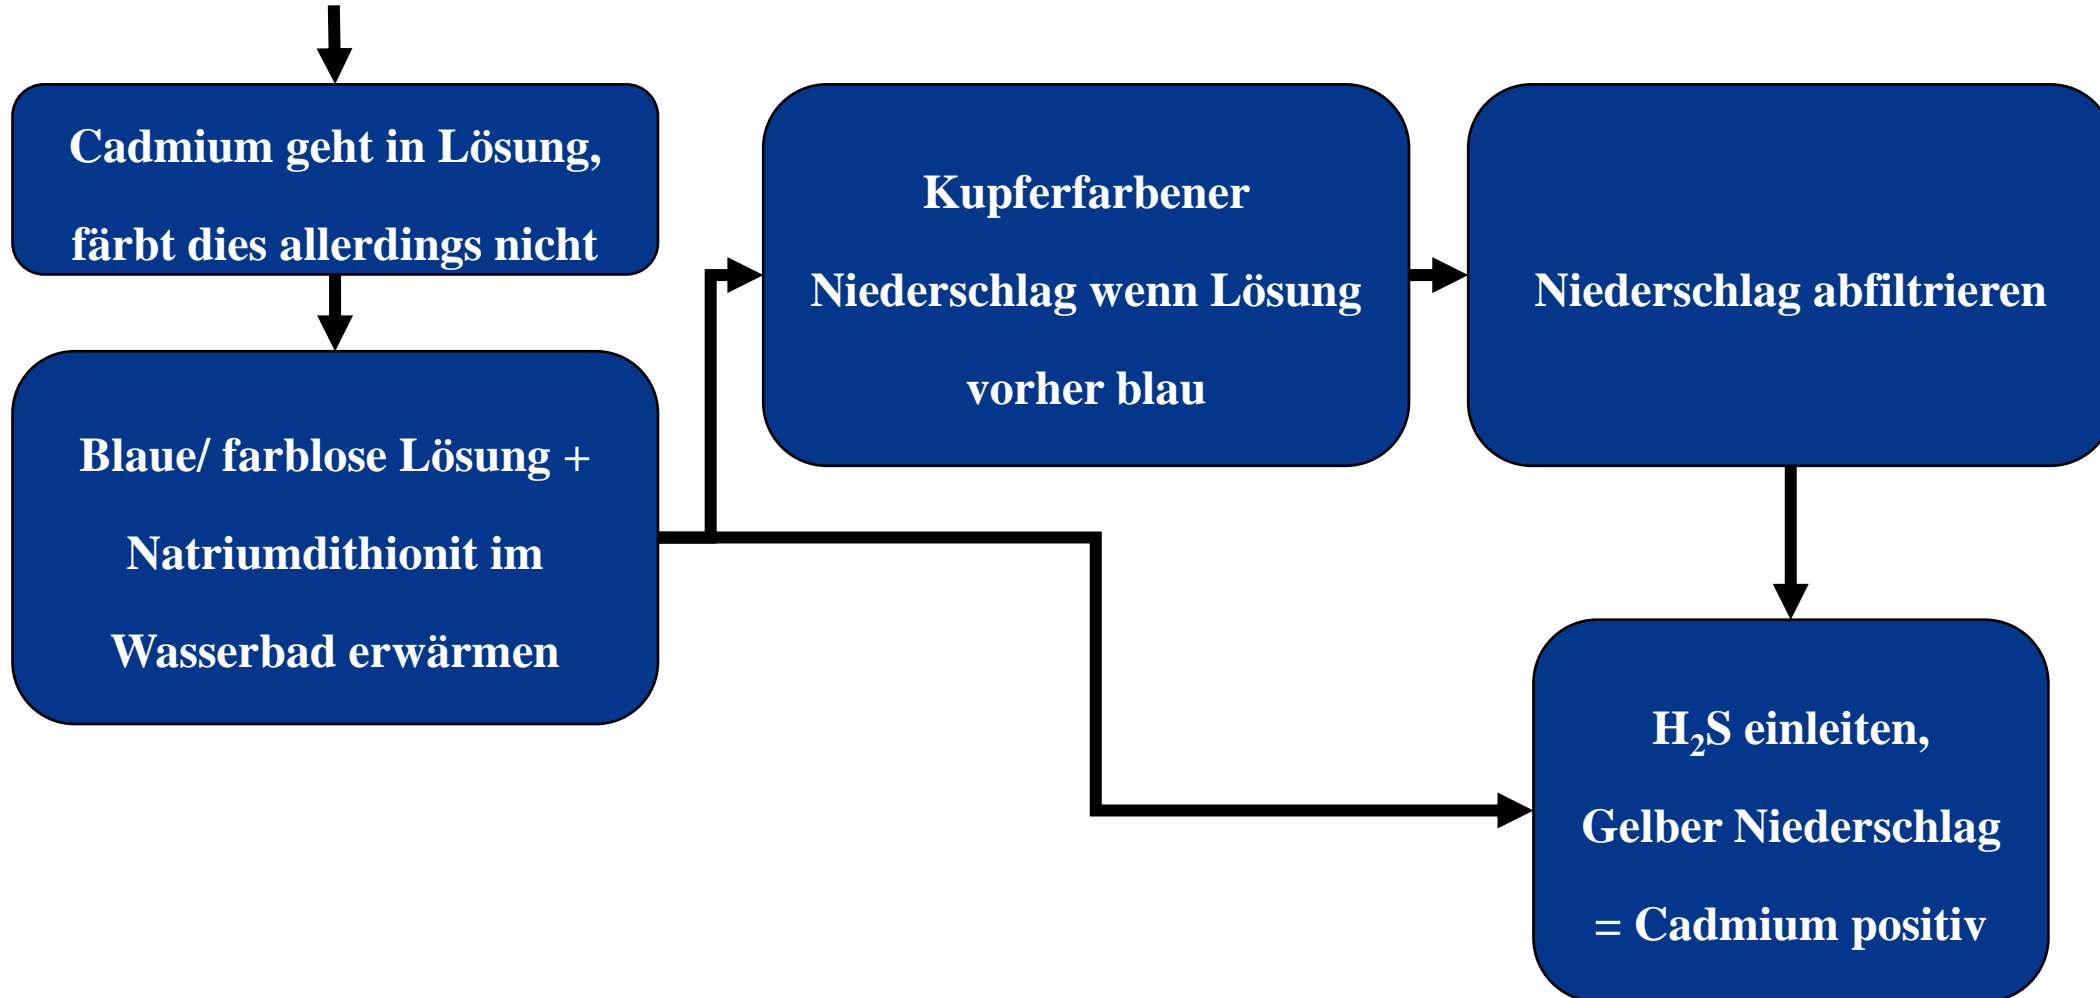 Cadmium geht in Lösung,
färbt dies allerdings nicht
Blaue/ farblose Lösung +
Natriumdithionit im
Wasserbad erwärmen
Kupferfarbener
Niederschlag wenn Lösung
vorher blau
Niederschlag abfiltrieren
H₂S einleiten,
Gelber Niederschlag
= Cadmium positiv